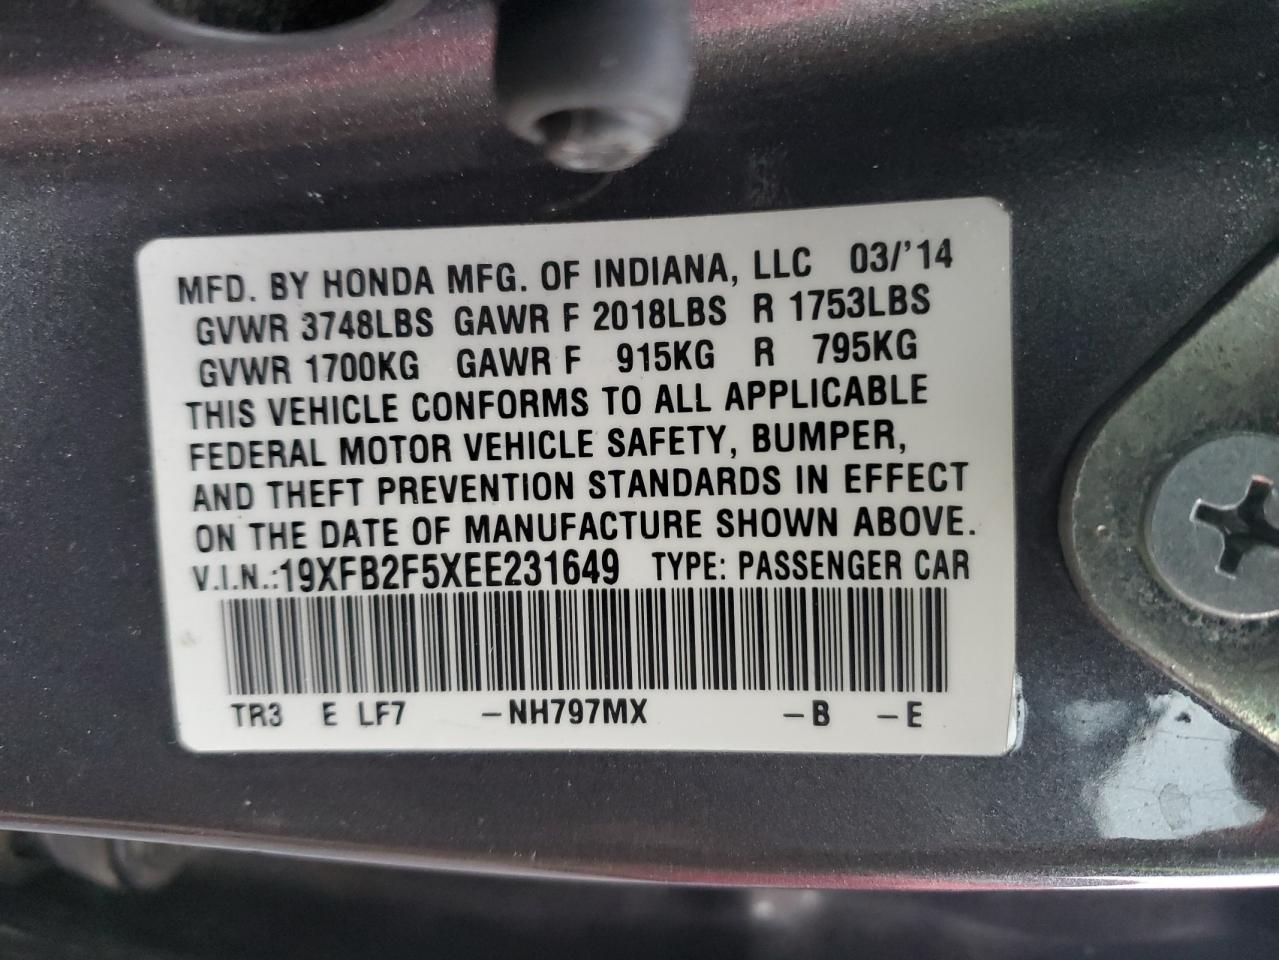 MFD. BY HONDA MFG. OF INDIANA, LLC 03/'14
GVWR 3748LBS GAWR F 2018LBS R 1753LBS
GVWR 1700KG GAWR F 915KG R 795KG
THIS VEHICLE CONFORMS TO ALL APPLICABLE
FEDERAL MOTOR VEHICLE SAFETY, BUMPER,
AND THEFT PREVENTION STANDARDS IN EFFECT
ON THE DATE OF MANUFACTURE SHOWN ABOVE.
V.I.N.:19XFB2F5XEE231649 TYPE: PASSENGER CAR
TR3 E LF7 -NH797MX -B -E